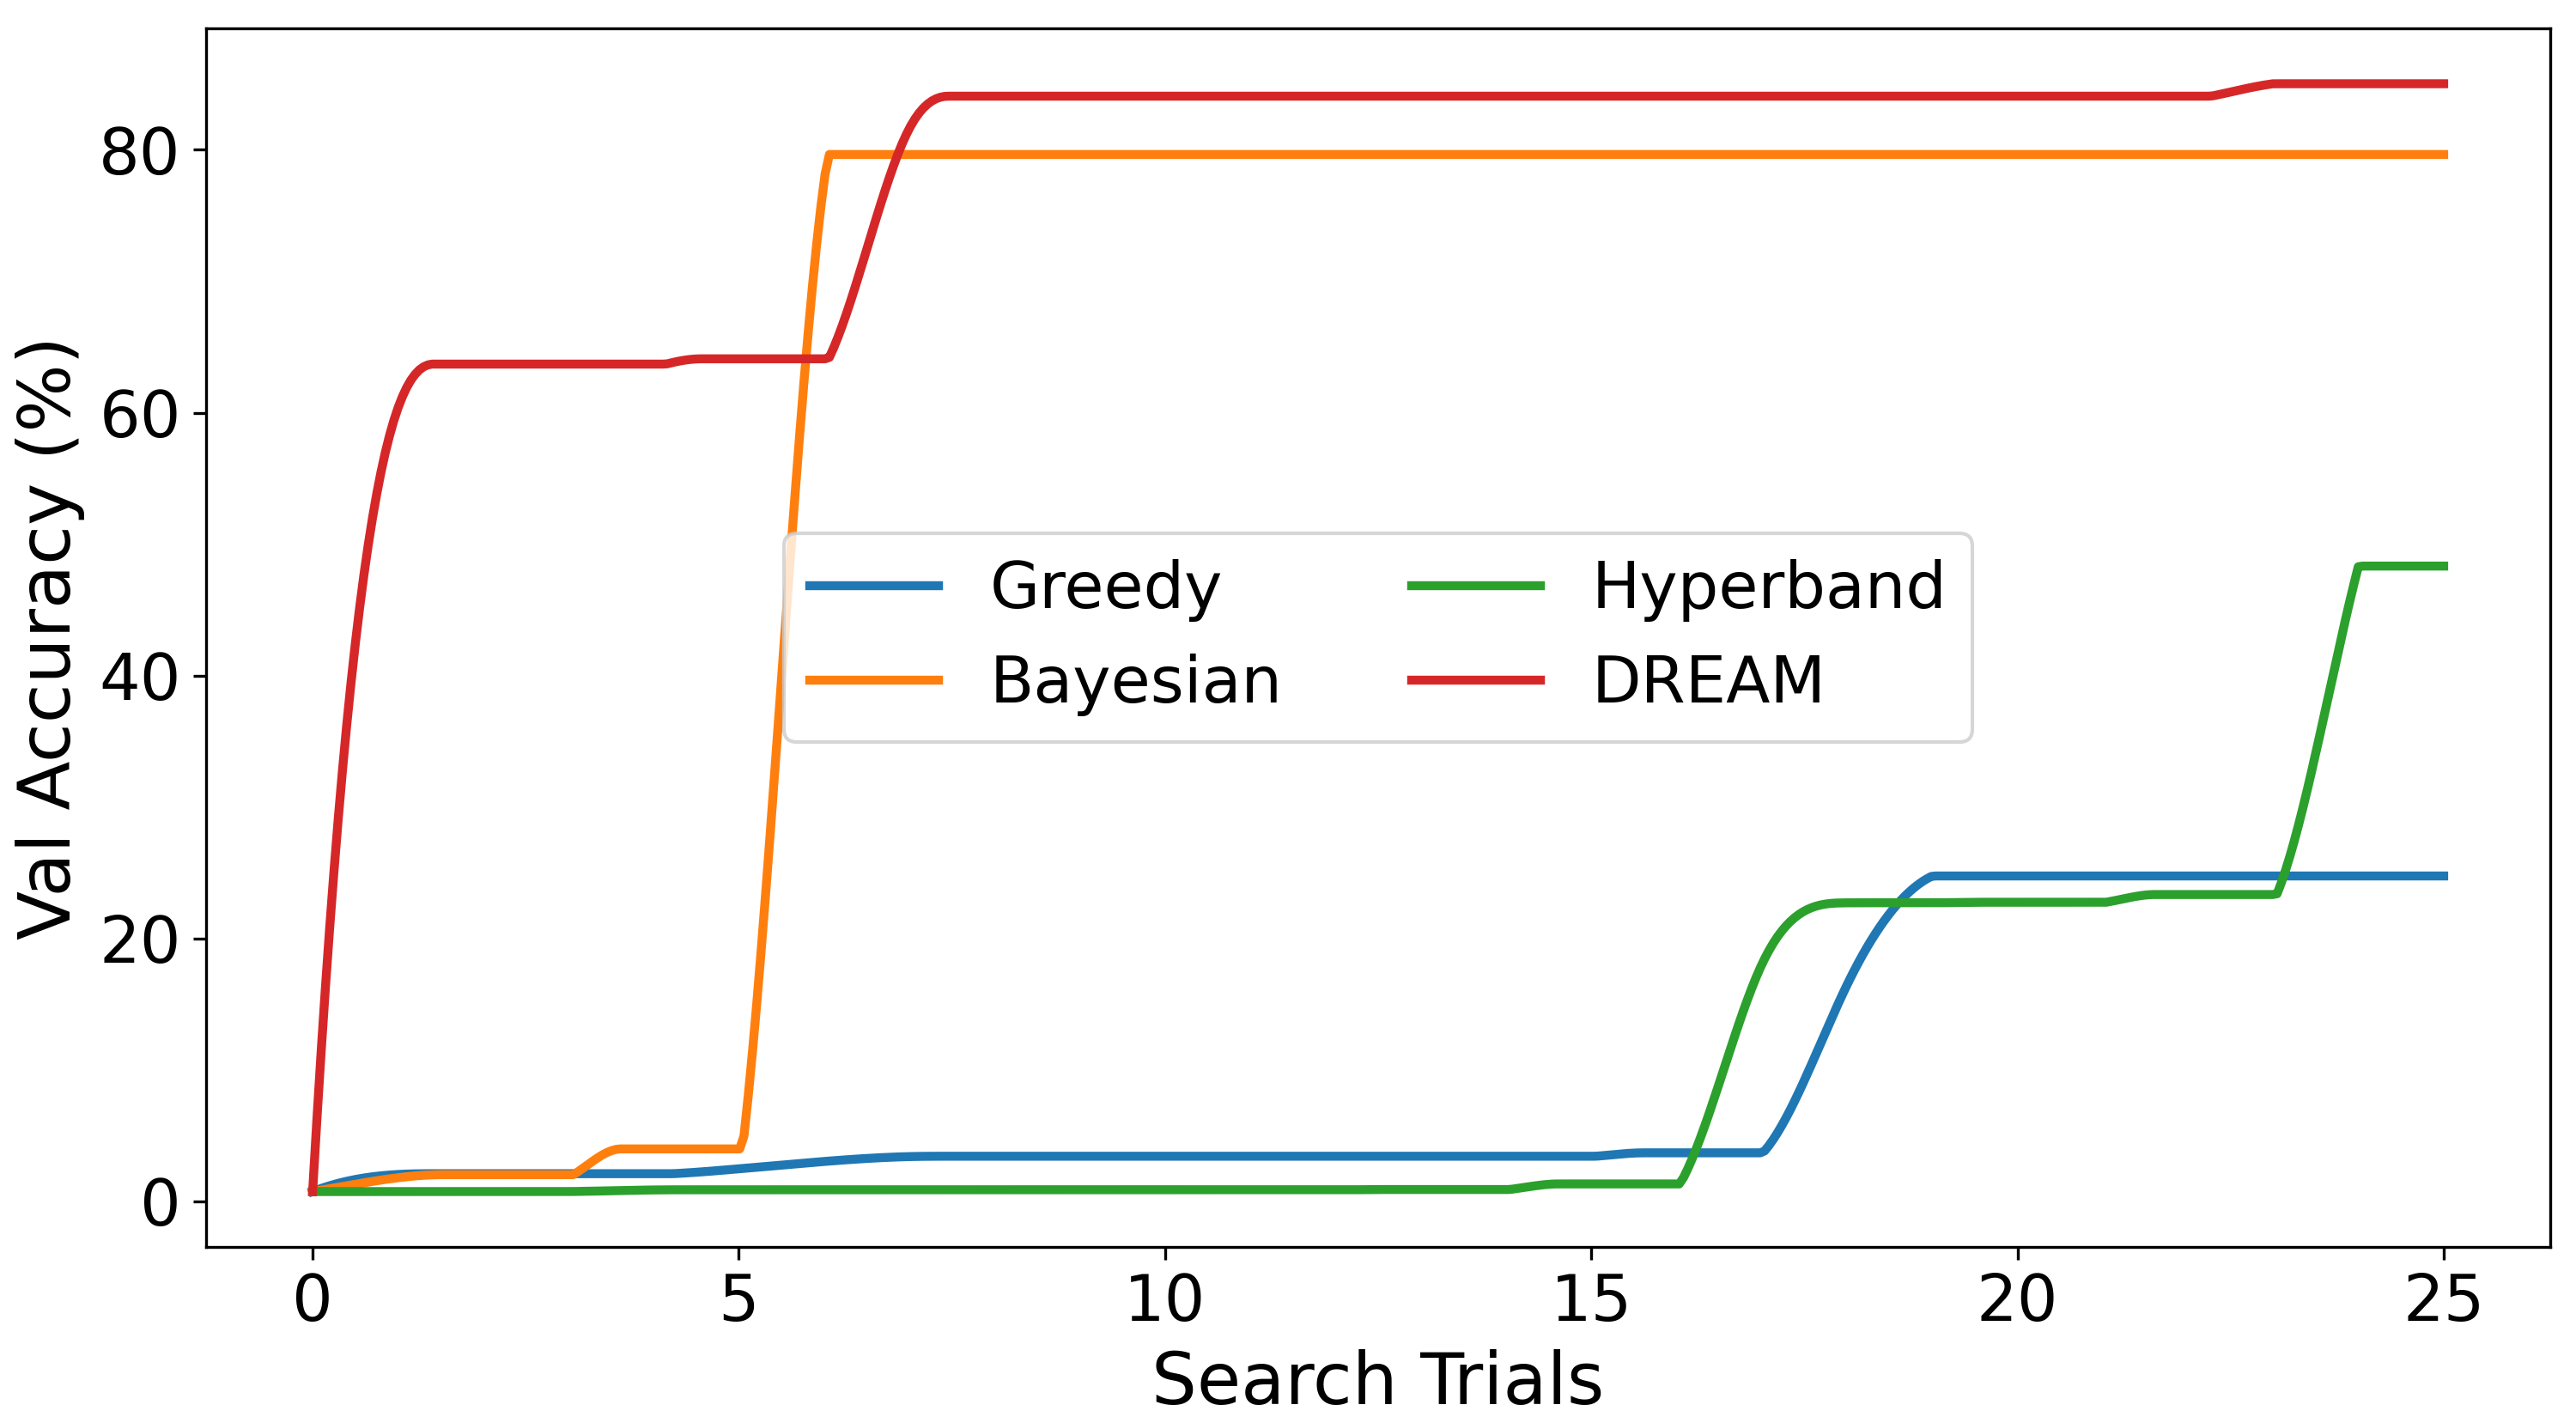 Val Accuracy (%)
80
60
40
20
0
Greedy
Bayesian
Hyperband
DREAM
0 5 10 15 20 25
Search Trials